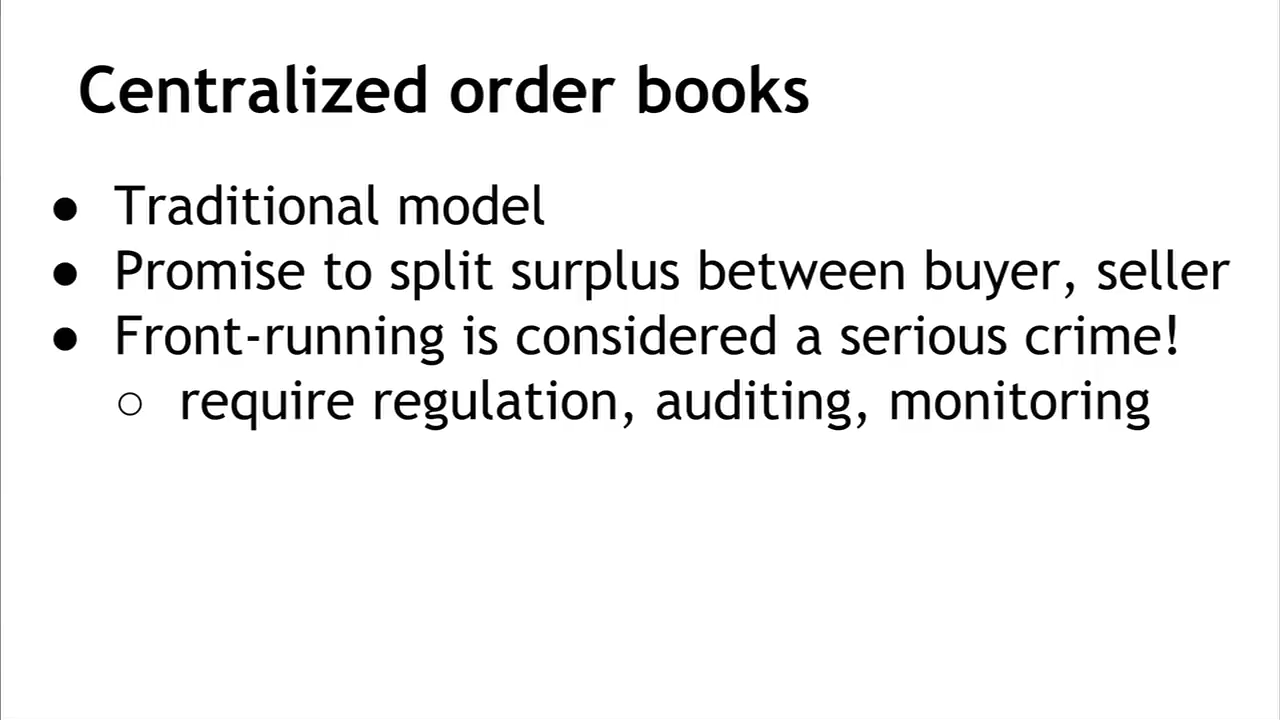 Centralized order books
● Traditional model
● Promise to split surplus between buyer, seller
● Front-running is considered a serious crime!
○ require regulation, auditing, monitoring